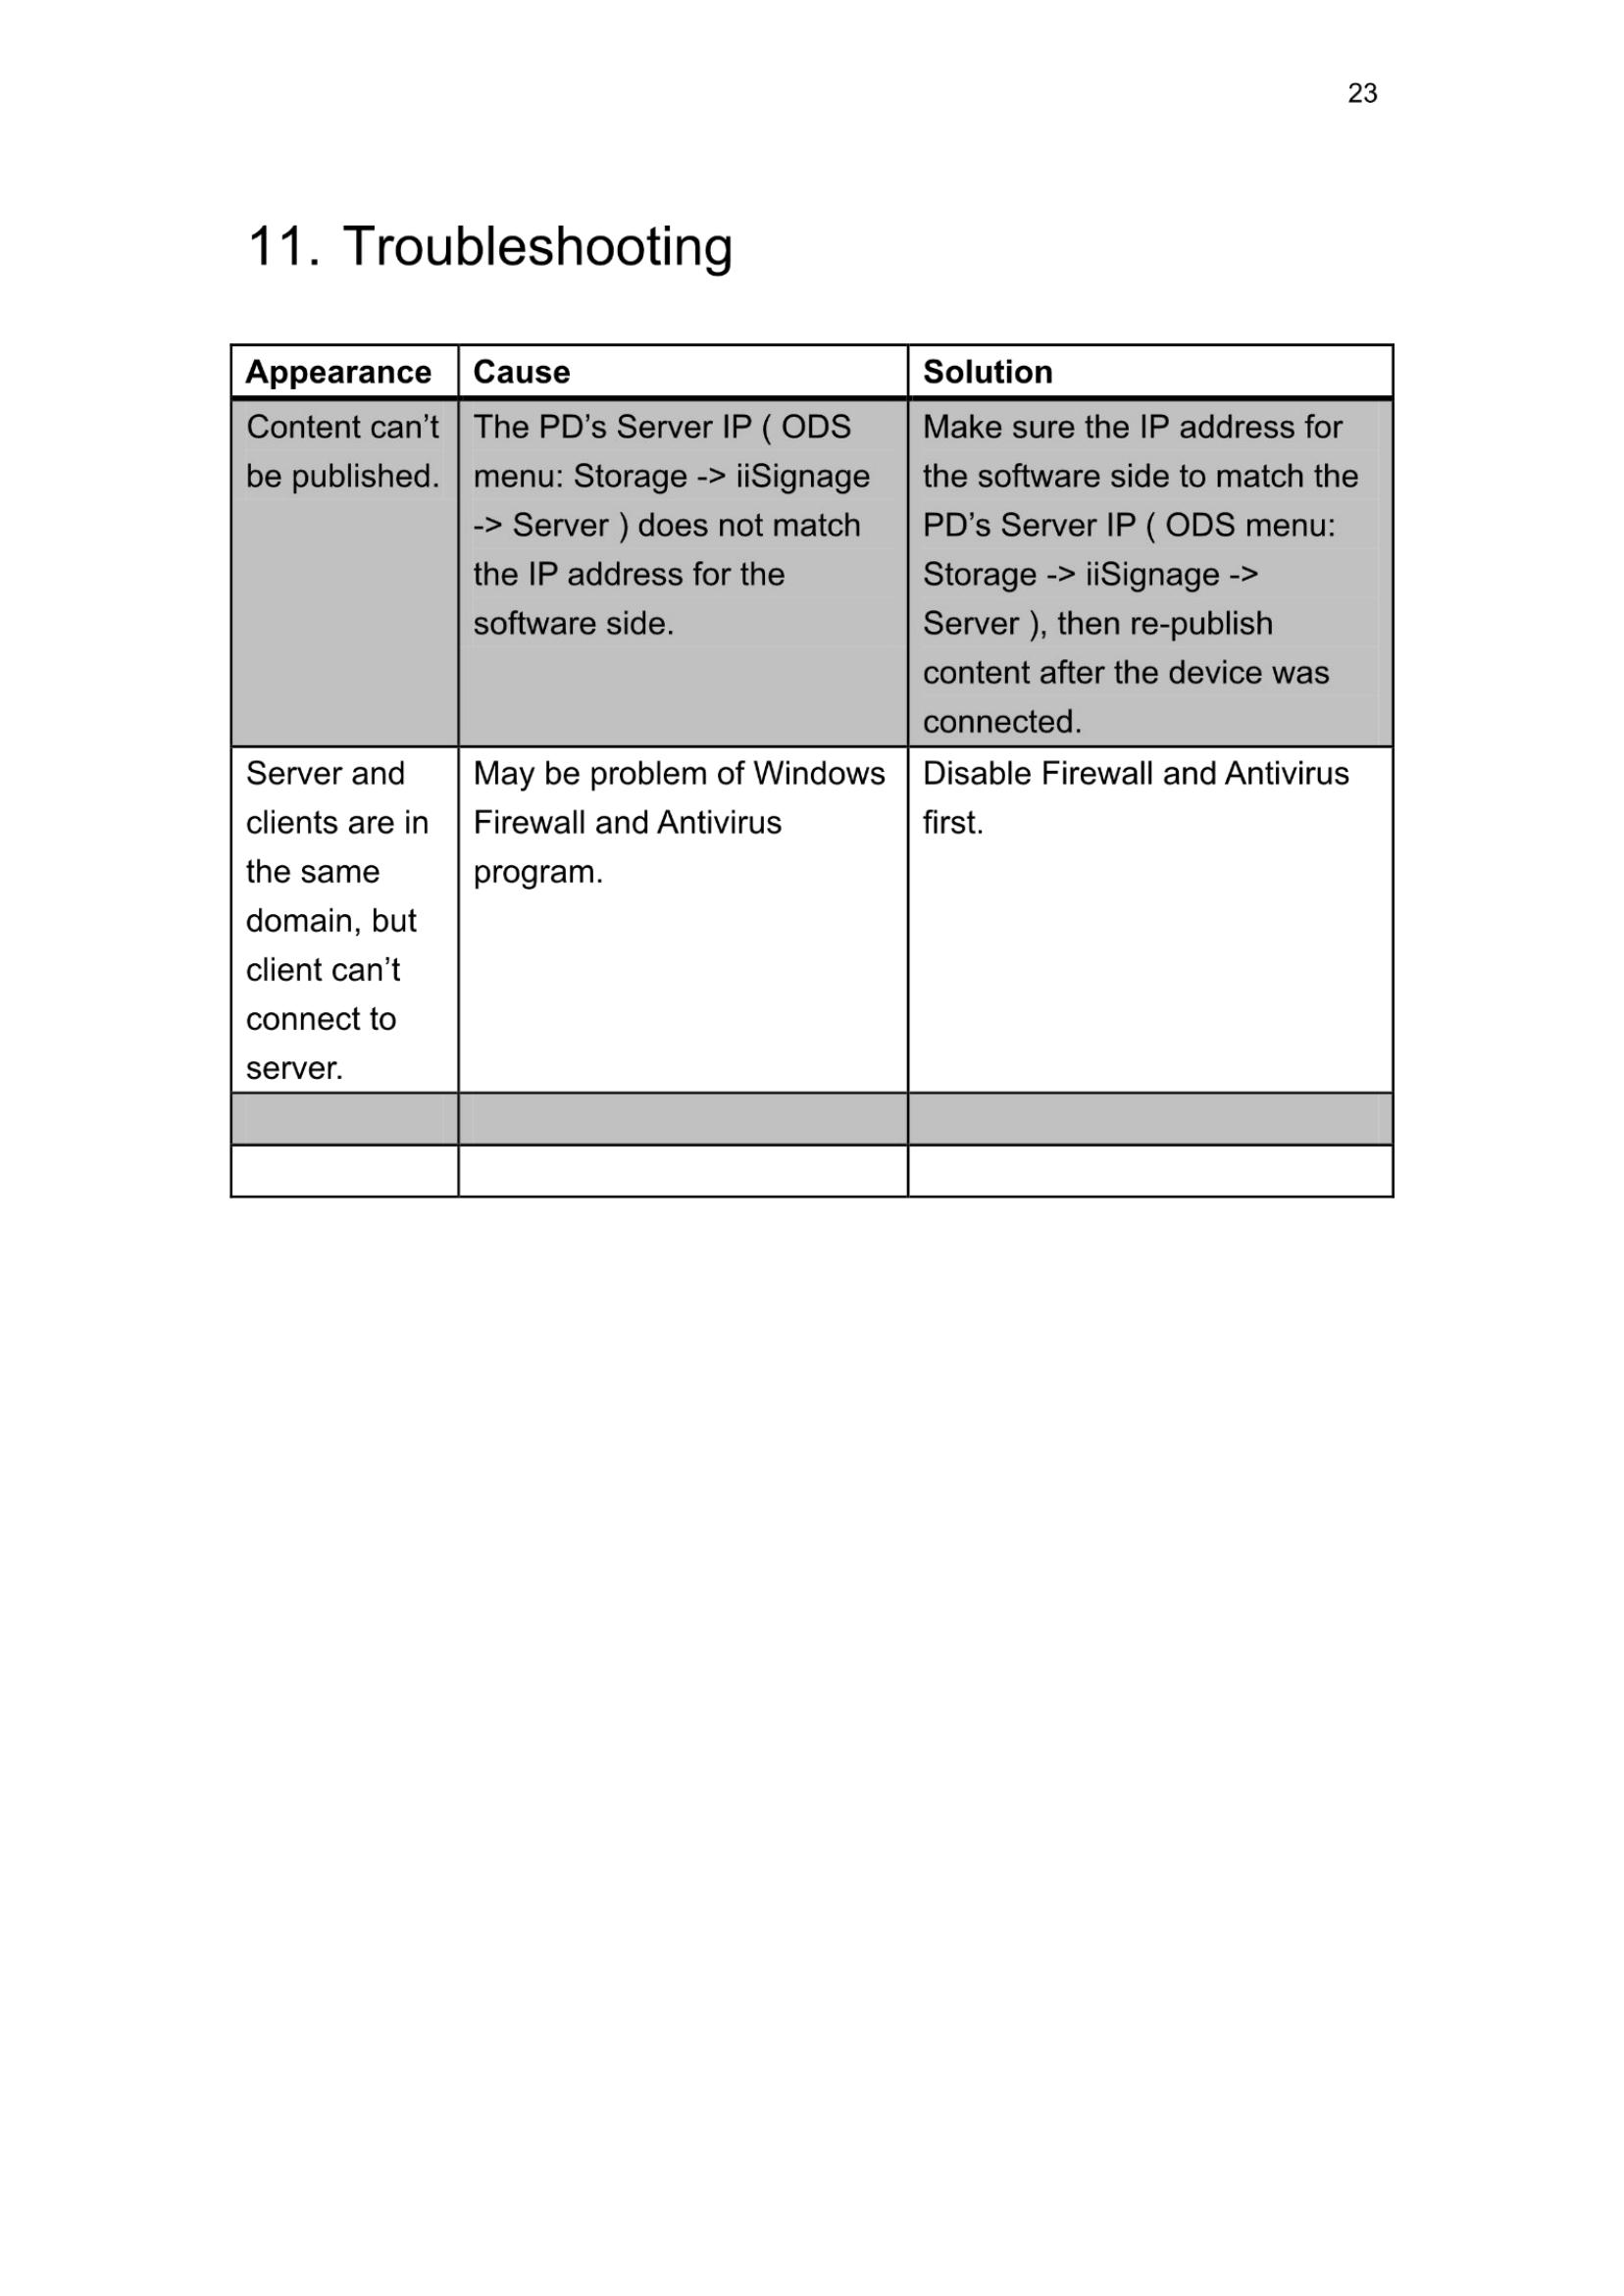 23
11. Troubleshooting
Appearance
Cause
Solution
Content can’t
be published.
The PD’s Server IP ( ODS
menu: Storage -> iiSignage
-> Server ) does not match
the IP address for the
software side.
Make sure the IP address for
the software side to match the
PD’s Server IP ( ODS menu:
Storage -> iiSignage ->
Server ), then re-publish
content after the device was
connected.
Server and
clients are in
the same
domain, but
client can’t
connect to
server.
May be problem of Windows
Firewall and Antivirus
program.
Disable Firewall and Antivirus
first.